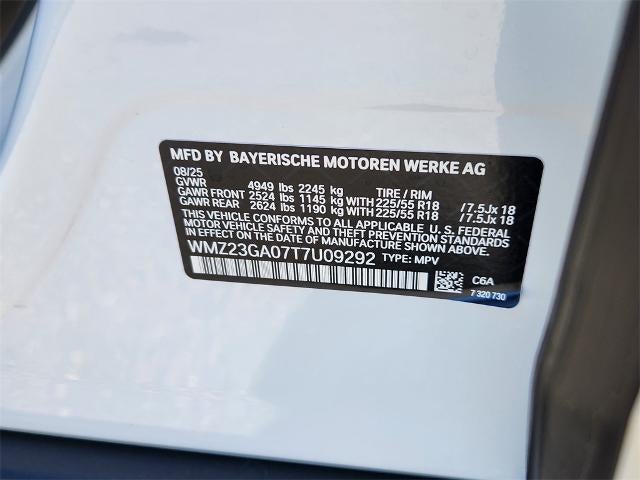 MFD BY BAYERISCHE MOTOREN WERKE AG
08/25
GVWR 4949 lbs 2245 kg TIRE / RIM
GAWR FRONT 2524 lbs 1145 kg WITH 225/55 R18 /7.5Jx 18
GAWR REAR 2624 lbs 1190 kg WITH 225/55 R18 /7.5Jx 18
THIS VEHICLE CONFORMS TO ALL APPLICABLE U. S. FEDERAL
MOTOR VEHICLE SAFETY AND THEFT PREVENTION STANDARDS
IN EFFECT ON THE DATE OF MANUFACTURE SHOWN ABOVE.
WMZ23GA07T7U09292 TYPE: MPV
C6A
7 320 730